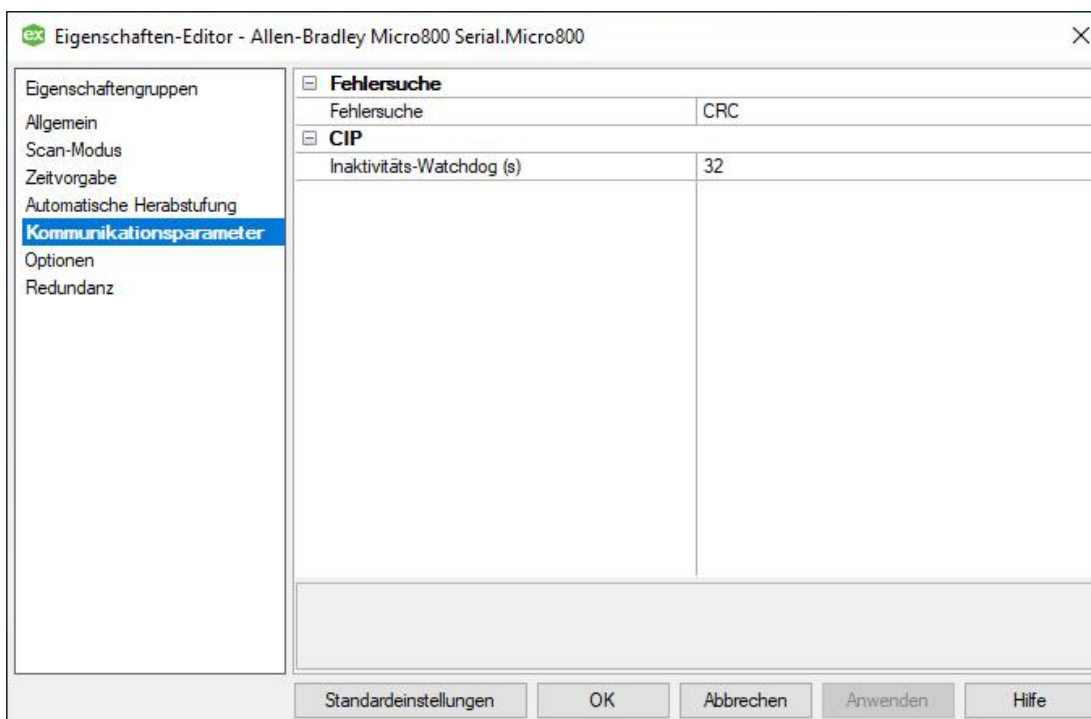 ex Eigenschaften-Editor - Allen-Bradley Micro800 Serial.Micro800
Eigenschaftengruppen
Allgemein
Scan-Modus
Zeitvorgabe
Automatische Herabstufung
Kommunikationsparameter
Optionen
Redundanz
Fehlersuche
Fehlersuche CRC
CIP
Inaktivitäts-Watchdog (s) 32
Standardeinstellungen OK Abbrechen Anwenden Hilfe